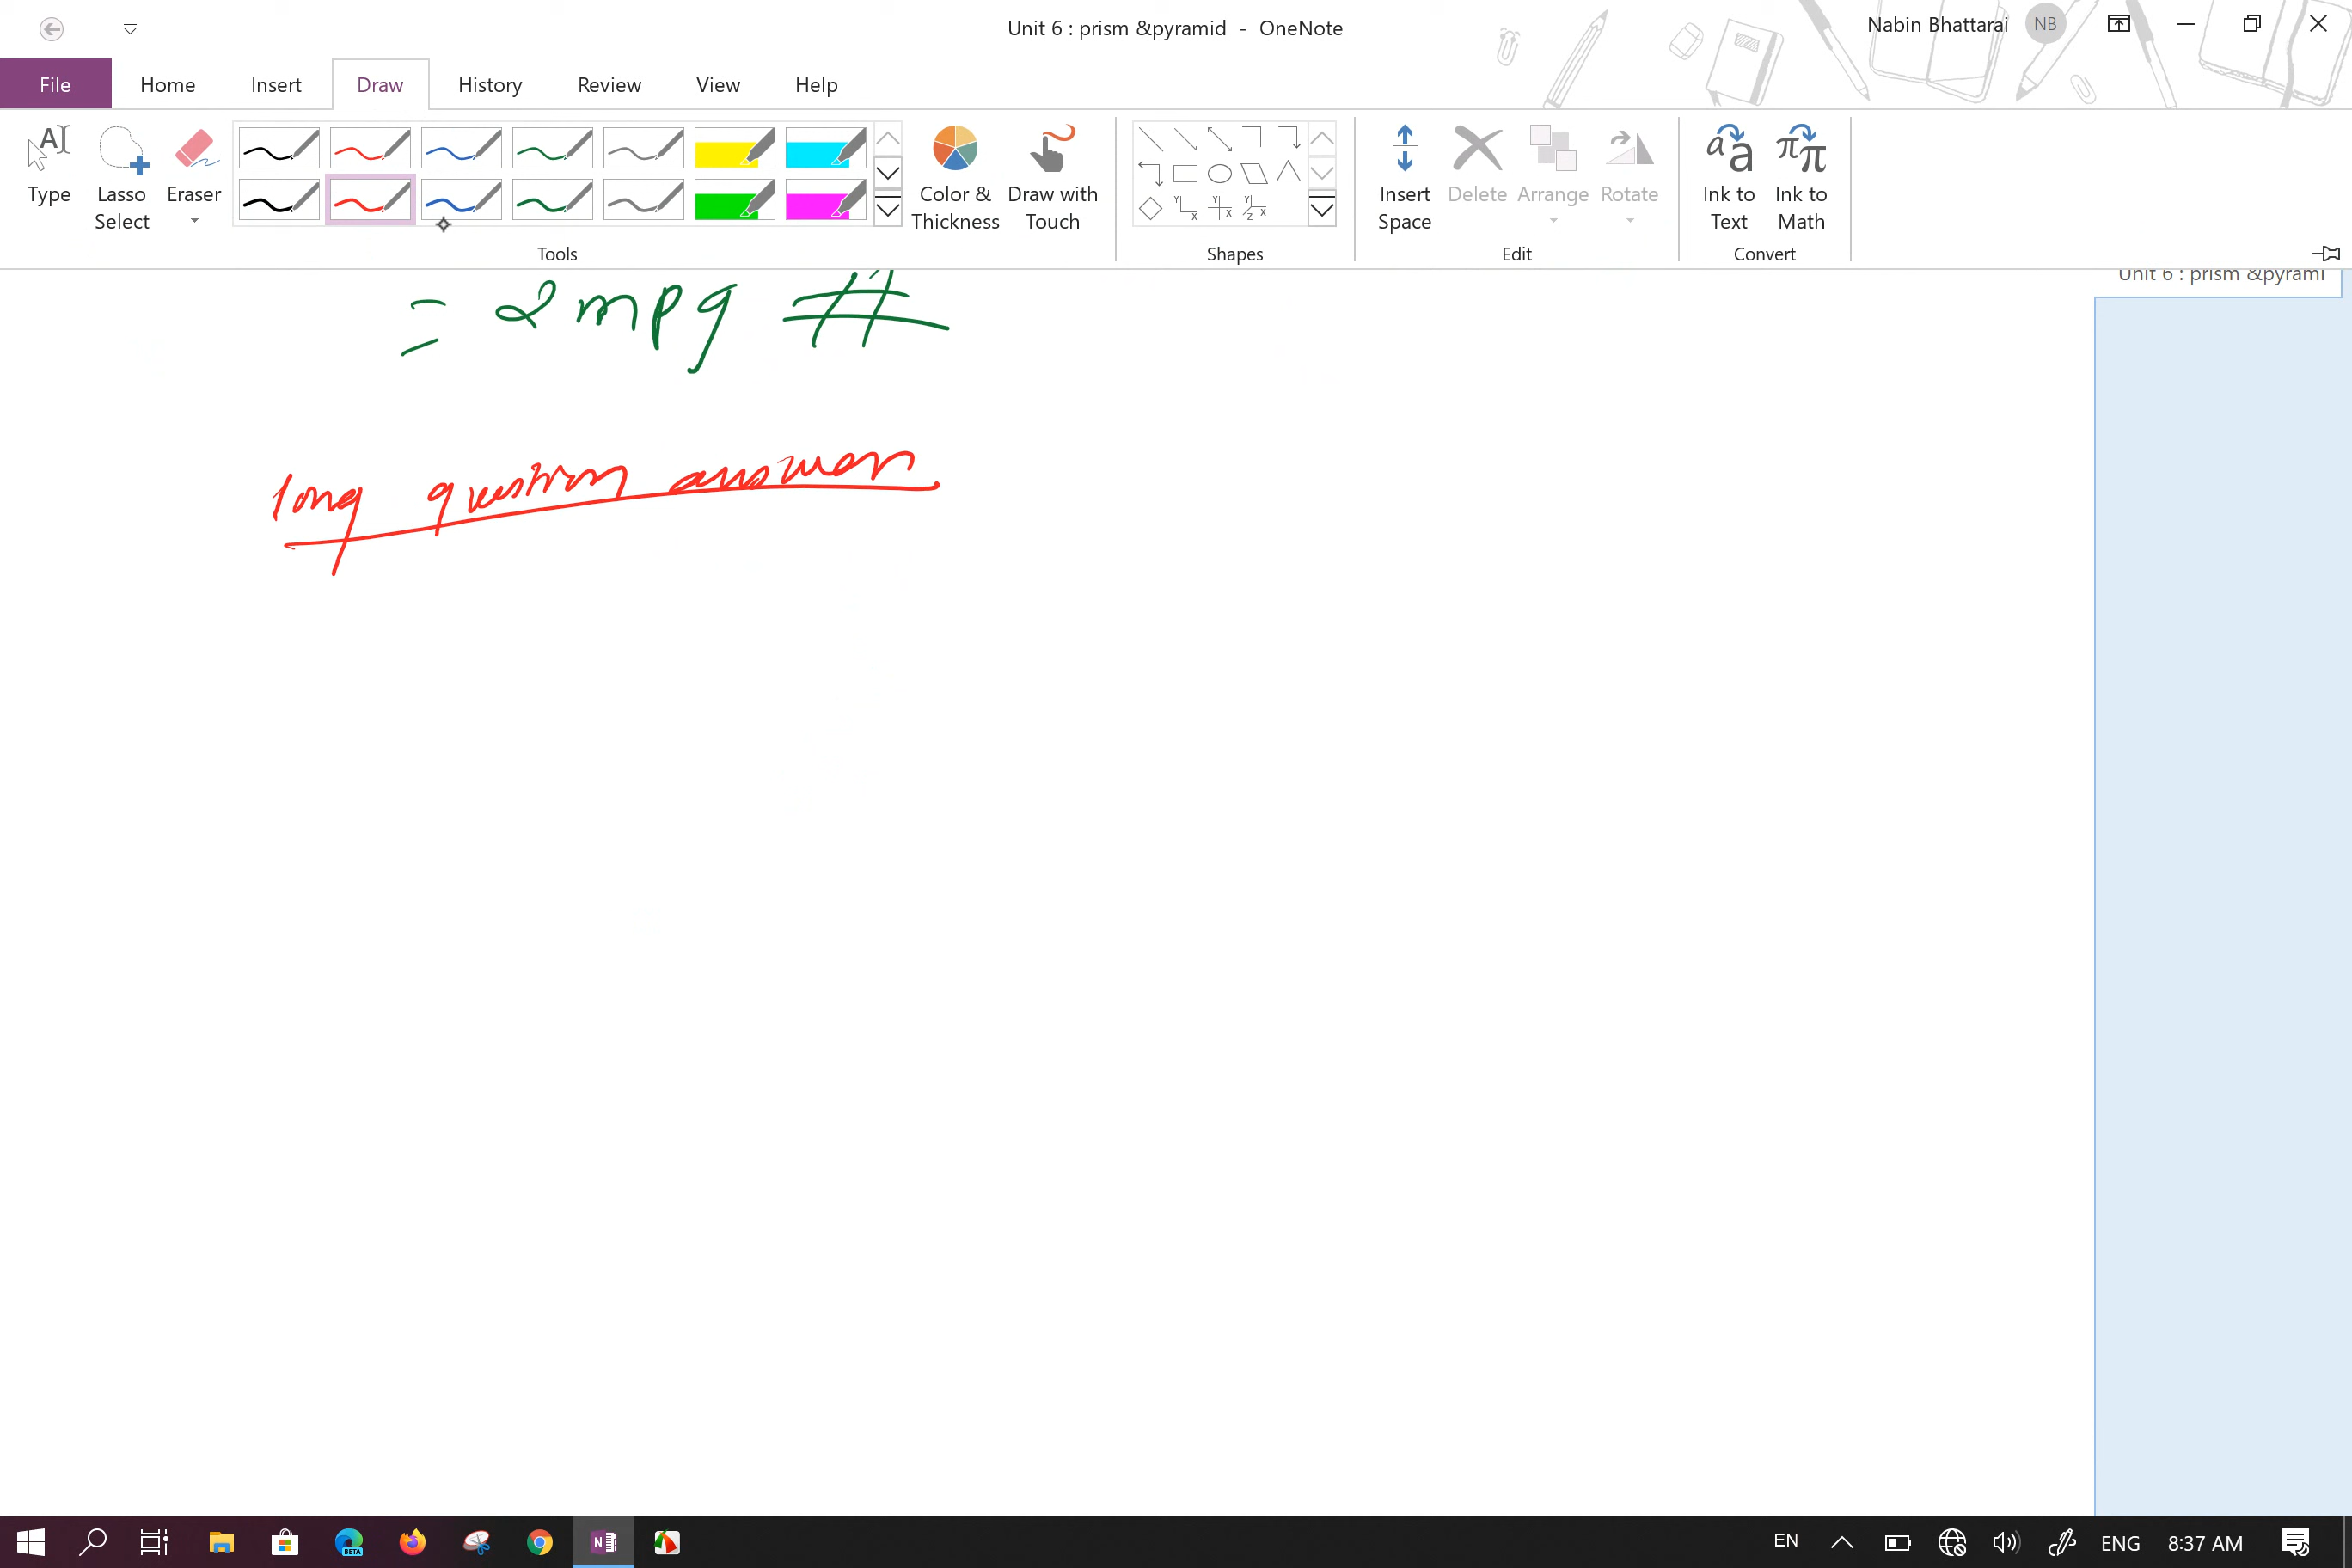 Unit 6 : prism &pyramid - OneNote
Nabin Bhattarai NB
File Home Insert Draw History Review View Help
Type
Lasso Select
Eraser
Color & Thickness
Draw with Touch
Insert Space
Delete
Arrange
Rotate
Ink to Text
Ink to Math
Tools
Shapes
Edit
Convert
Unit 6 : prism &pyrami
= 2mpq #
long question answer
EN ENG 8:37 AM